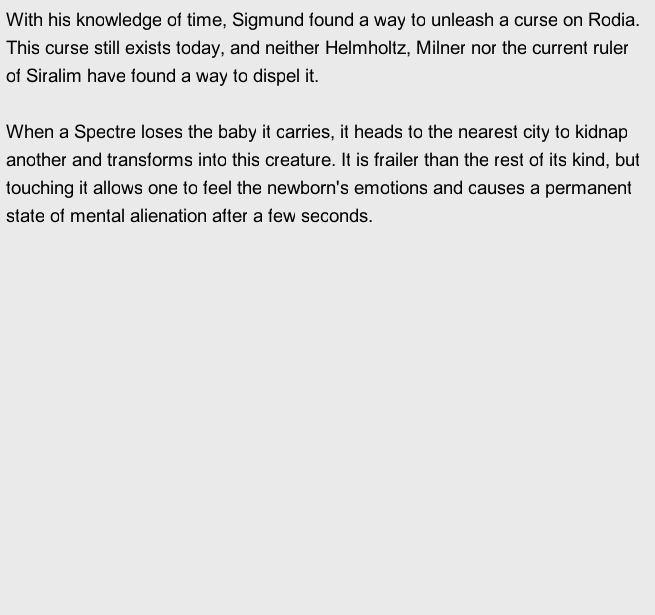 With his knowledge of time, Sigmund found a way to unleash a curse on Rodia.
This curse still exists today, and neither Helmholtz, Milner nor the current ruler
of Siralim have found a way to dispel it.

When a Spectre loses the baby it carries, it heads to the nearest city to kidnap
another and transforms into this creature. It is frailer than the rest of its kind, but
touching it allows one to feel the newborn's emotions and causes a permanent
state of mental alienation after a few seconds.